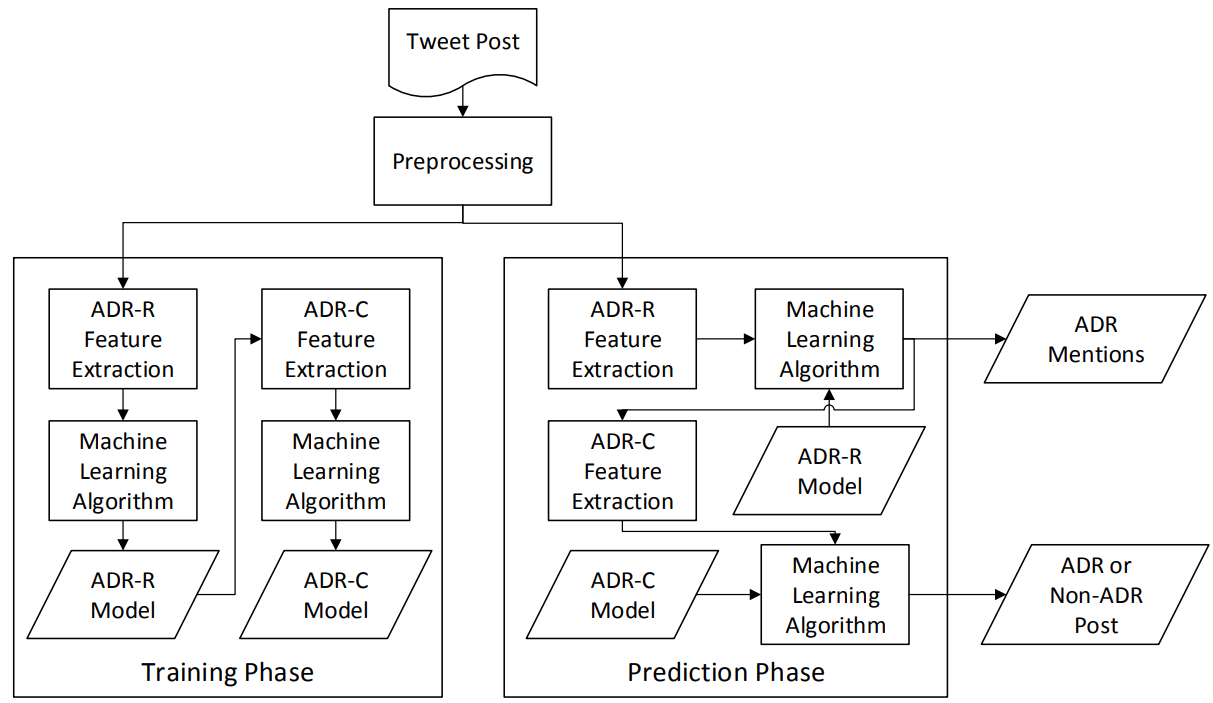 Tweet Post
Preprocessing
ADR-R
Feature
Extraction
Machine
Learning
Algorithm
ADR-R
Model
ADR-C
Feature
Extraction
Machine
Learning
Algorithm
ADR-C
Model
Training Phase
ADR-R
Feature
Extraction
Machine
Learning
Algorithm
ADR
Mentions
ADR-C
Feature
Extraction
ADR-R
Model
ADR-C
Model
Machine
Learning
Algorithm
ADR or
Non-ADR
Post
Prediction Phase